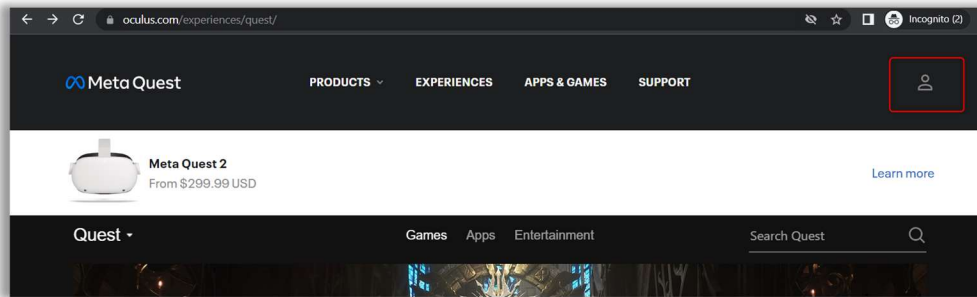 oculus.com/experiences/quest/
Incognito (2)
Meta Quest
PRODUCTS
EXPERIENCES
APPS & GAMES
SUPPORT
Meta Quest 2
From $299.99 USD
Learn more
Quest
Games
Apps
Entertainment
Search Quest